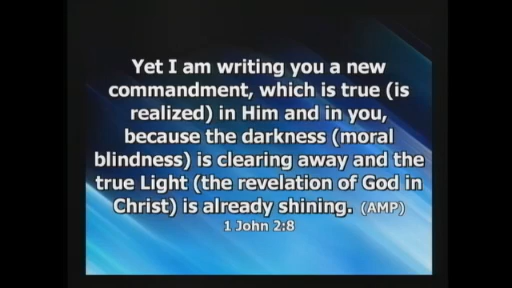 Yet I am writing you a new
commandment, which is true (is
realized) in Him and in you,
because the darkness (moral
blindness) is clearing away and the
true Light (the revelation of God in
Christ) is already shining. (AMP)
1 John 2:8